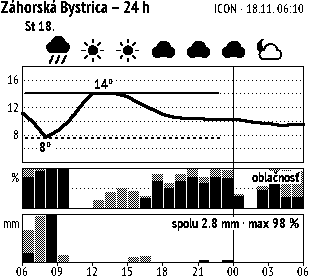 Záhorská Bystrica – 24 h
ICON · 18.11. 06:10
St 18.
16
14°
12
8
8°
%
oblačnosť
mm
spolu 2.8 mm · max 98 %
06 09 12 15 18 21 00 03 06